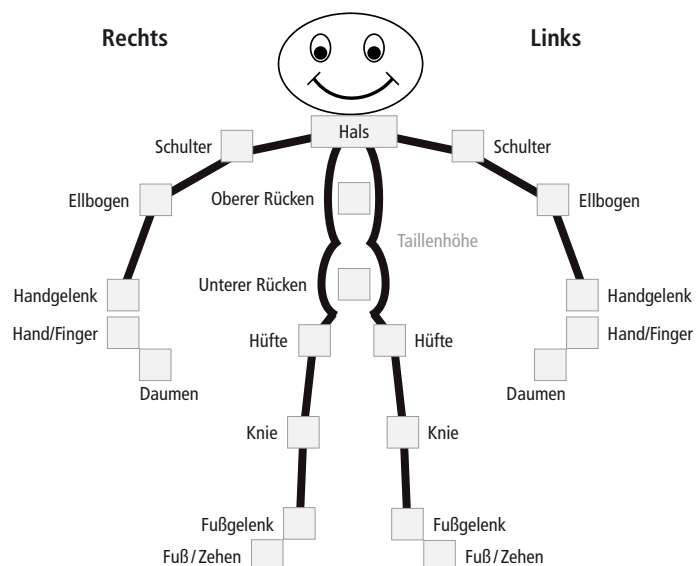 Rechts
Links
Hals
Schulter
Schulter
Ellbogen
Oberer Rücken
Ellbogen
Taillenhöhe
Unterer Rücken
Handgelenk
Handgelenk
Hand/Finger
Hand/Finger
Hüfte
Hüfte
Daumen
Daumen
Knie
Knie
Fußgelenk
Fußgelenk
Fuß/Zehen
Fuß/Zehen